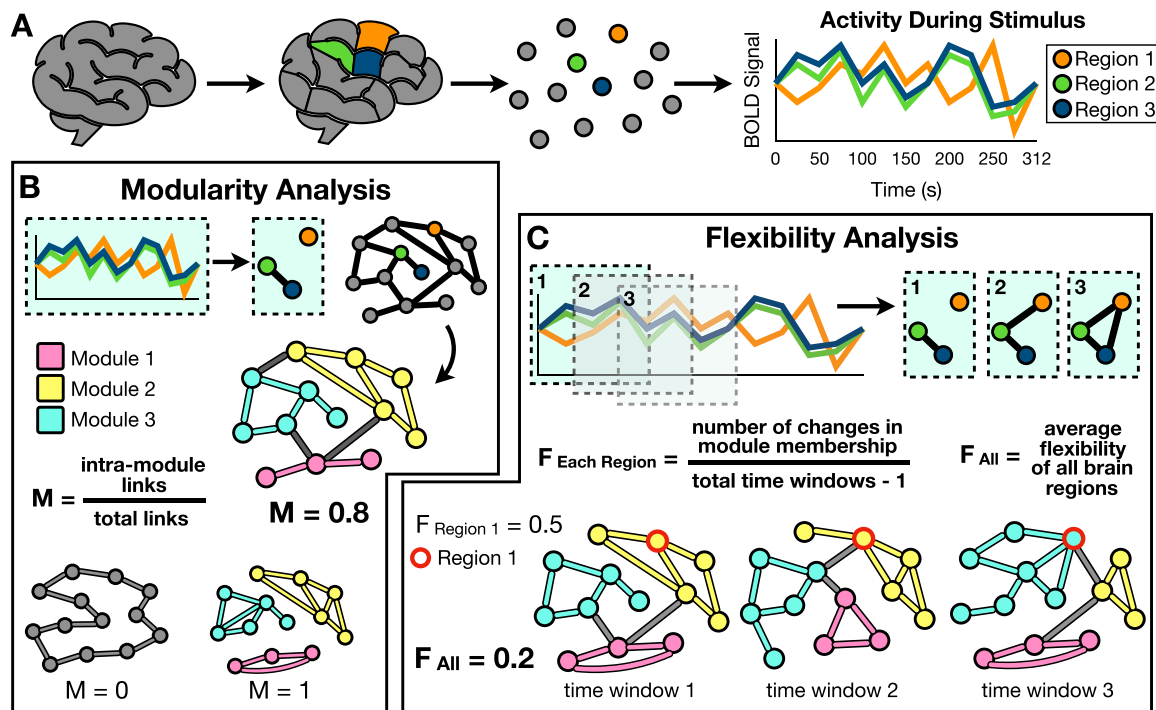 A
Activity During Stimulus
BOLD Signal
Region 1
Region 2
Region 3
0 50 100 150 200 250 312
Time (s)
B Modularity Analysis
Module 1
Module 2
Module 3
M = intra-module links / total links
M = 0.8
M = 0
M = 1
C Flexibility Analysis
1 2 3
1 2 3
F Each Region = number of changes in module membership / total time windows - 1
F All = average flexibility of all brain regions
F Region 1 = 0.5
Region 1
F All = 0.2
time window 1
time window 2
time window 3